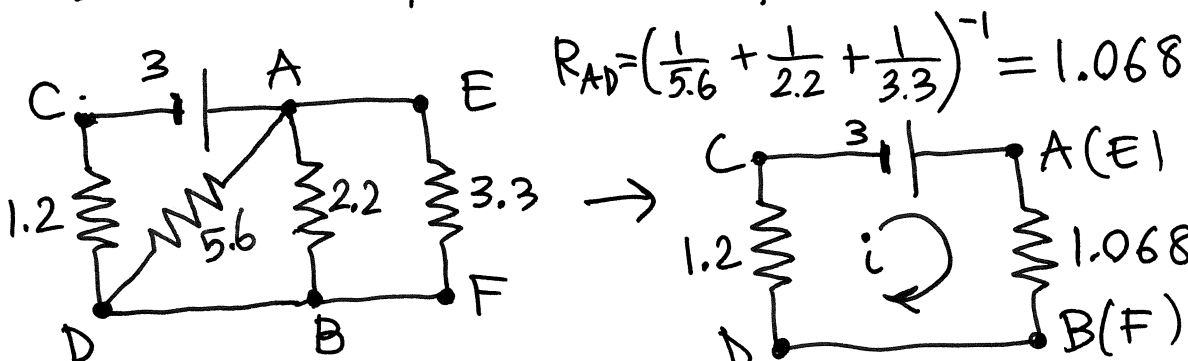 R_AD=(1/5.6 + 1/2.2 + 1/3.3)^-1 = 1.068
C 3 A E
1.2 5.6 2.2 3.3 →
D B F
C 3 A(E)
1.2 i 1.068
D B(F)